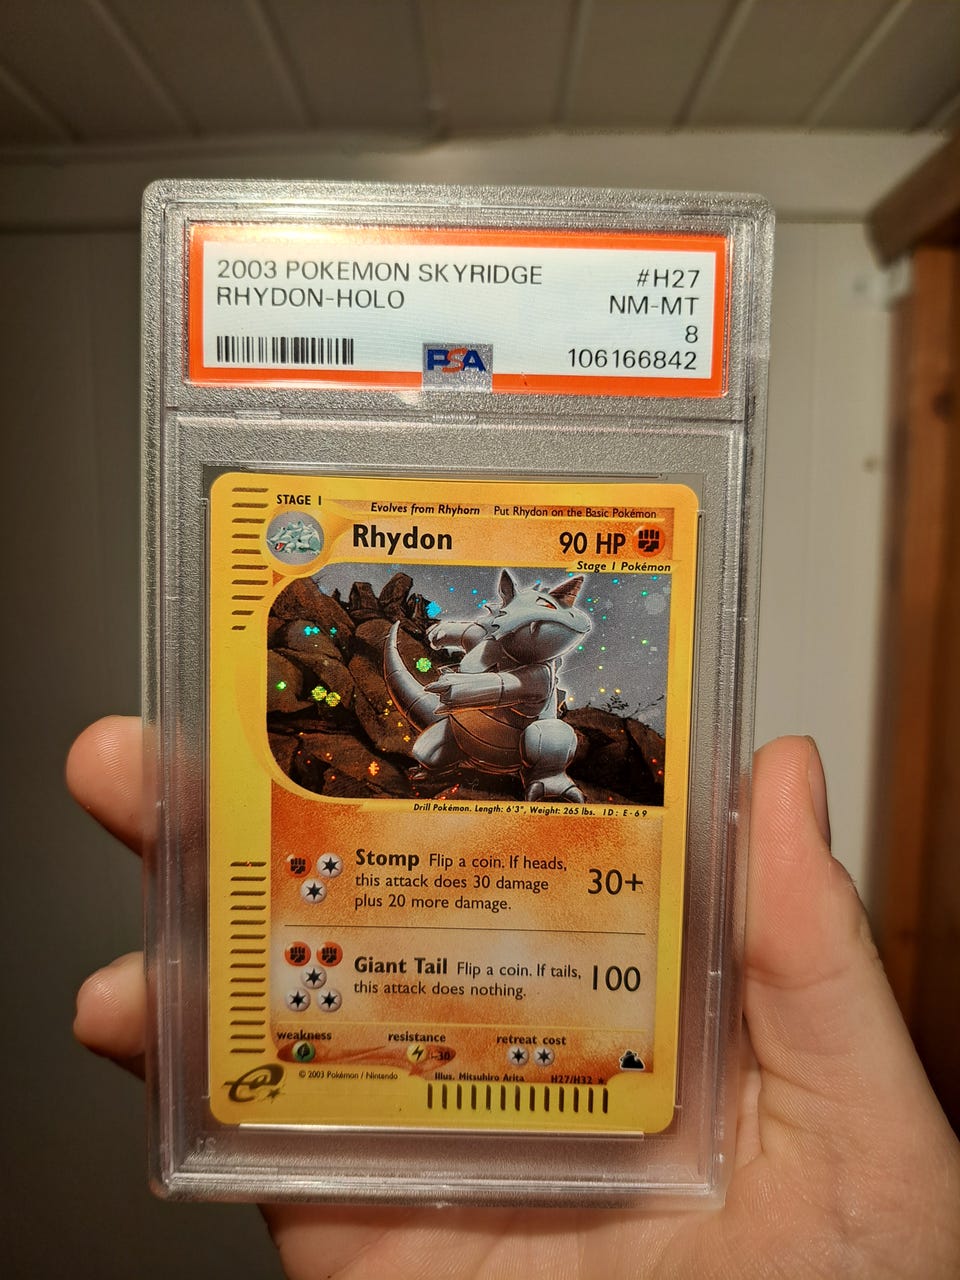 2003 POKEMON SKYRIDGE #H27
RHYDON-HOLO NM-MT
8
PSA 106166842
STAGE 1 Evolves from Rhyhorn Put Rhydon on the Basic Pokémon
Rhydon 90 HP
Stage 1 Pokémon
Drill Pokémon. Length: 6'3", Weight: 265 lbs. ID: E-69
Stomp Flip a coin. If heads,
this attack does 30 damage 30+
plus 20 more damage.
Giant Tail Flip a coin. If tails, 100
this attack does nothing.
weakness resistance retreat cost
-30
© 2003 Pokémon / Nintendo Illus. Mitsuhiro Arita H27/H32 ★
e